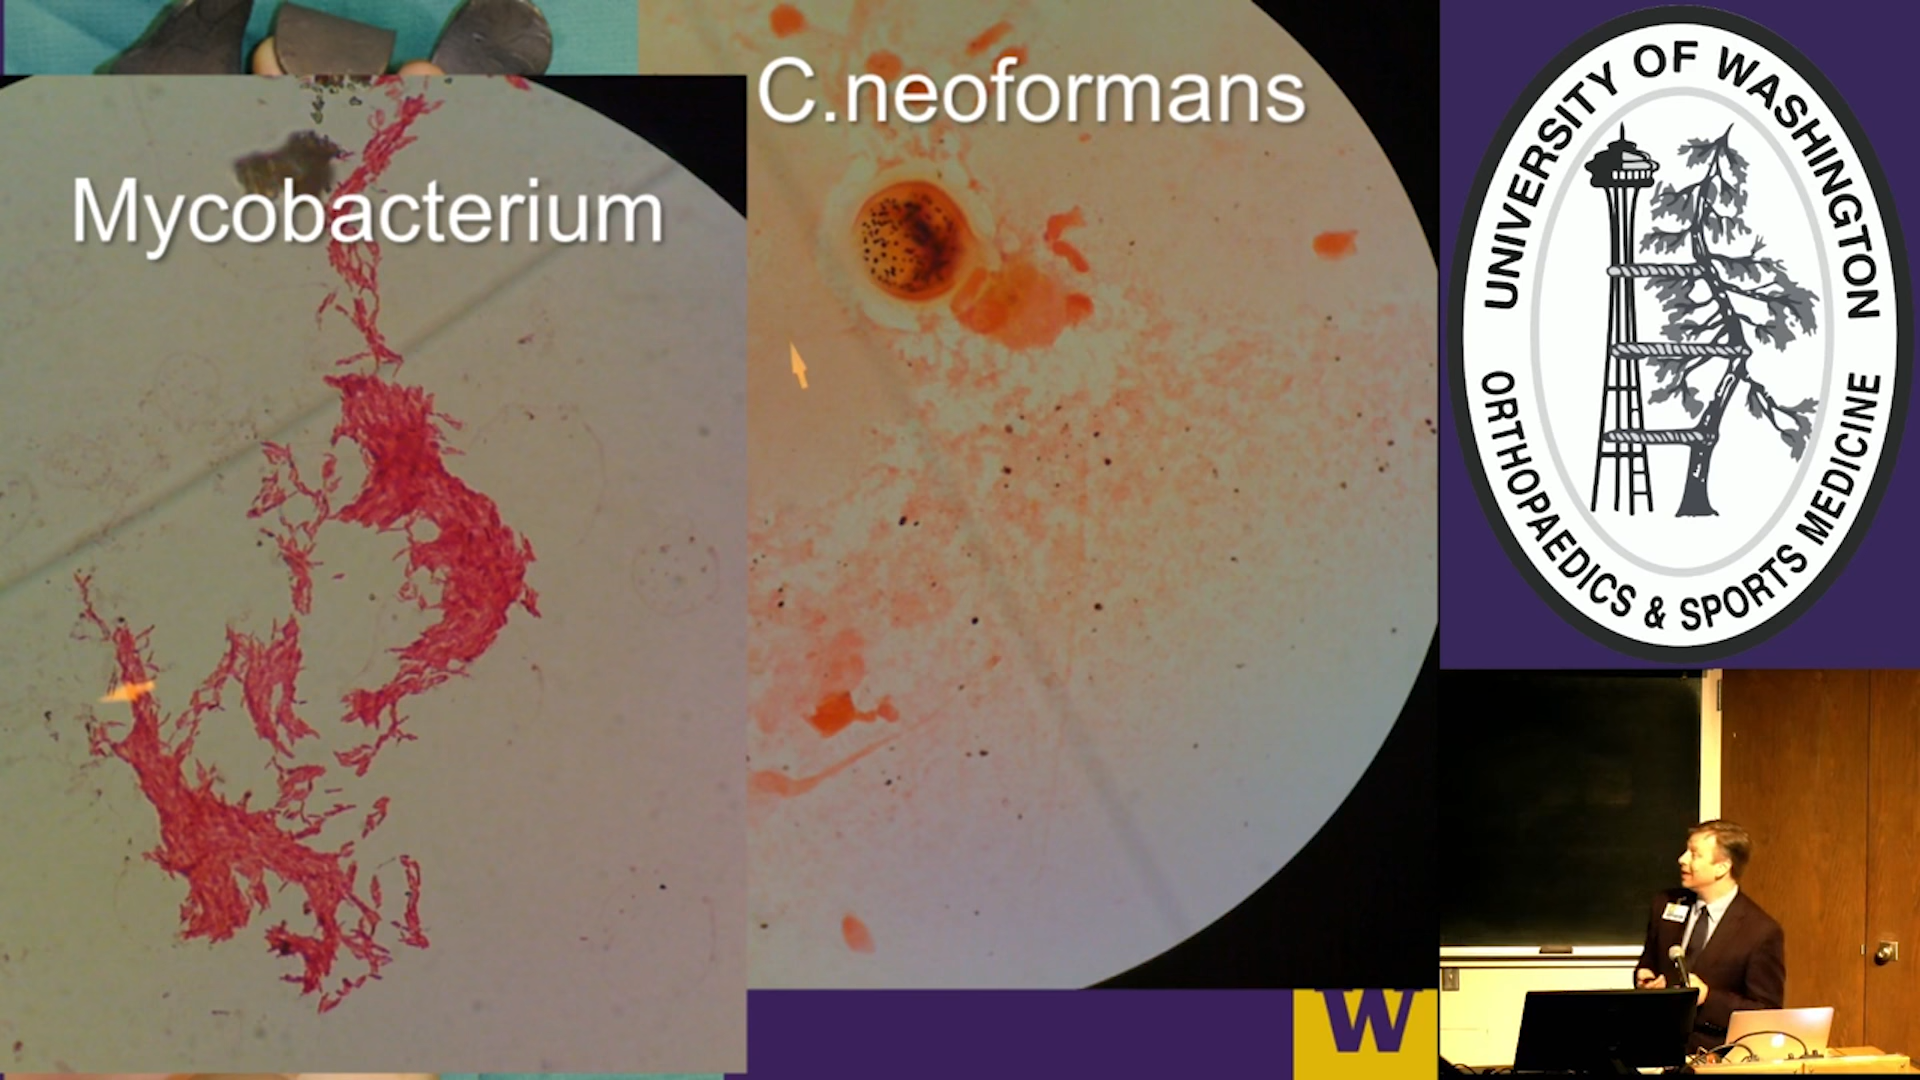 C.neoformans
Mycobacterium
W
UNIVERSITY OF WASHINGTON
ORTHOPAEDICS & SPORTS MEDICINE